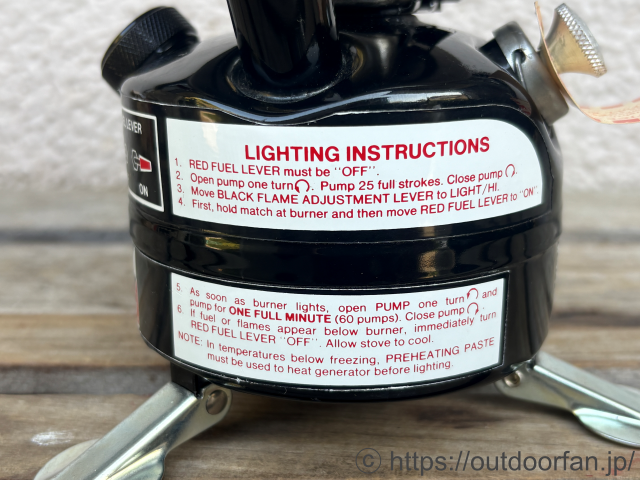 LEVER
ON
LIGHTING INSTRUCTIONS
1. RED FUEL LEVER must be "OFF".
2. Open pump one turn. Pump 25 full strokes. Close pump.
3. Move BLACK FLAME ADJUSTMENT LEVER to LIGHT/HI.
4. First, hold match at burner and then move RED FUEL LEVER to "ON".
5. As soon as burner lights, open PUMP one turn and
pump for ONE FULL MINUTE (60 pumps). Close pump.
6. If fuel or flames appear below burner, immediately turn
RED FUEL LEVER "OFF". Allow stove to cool.
NOTE: In temperatures below freezing, PREHEATING PASTE
must be used to heat generator before lighting.
© https://outdoorfan.jp/